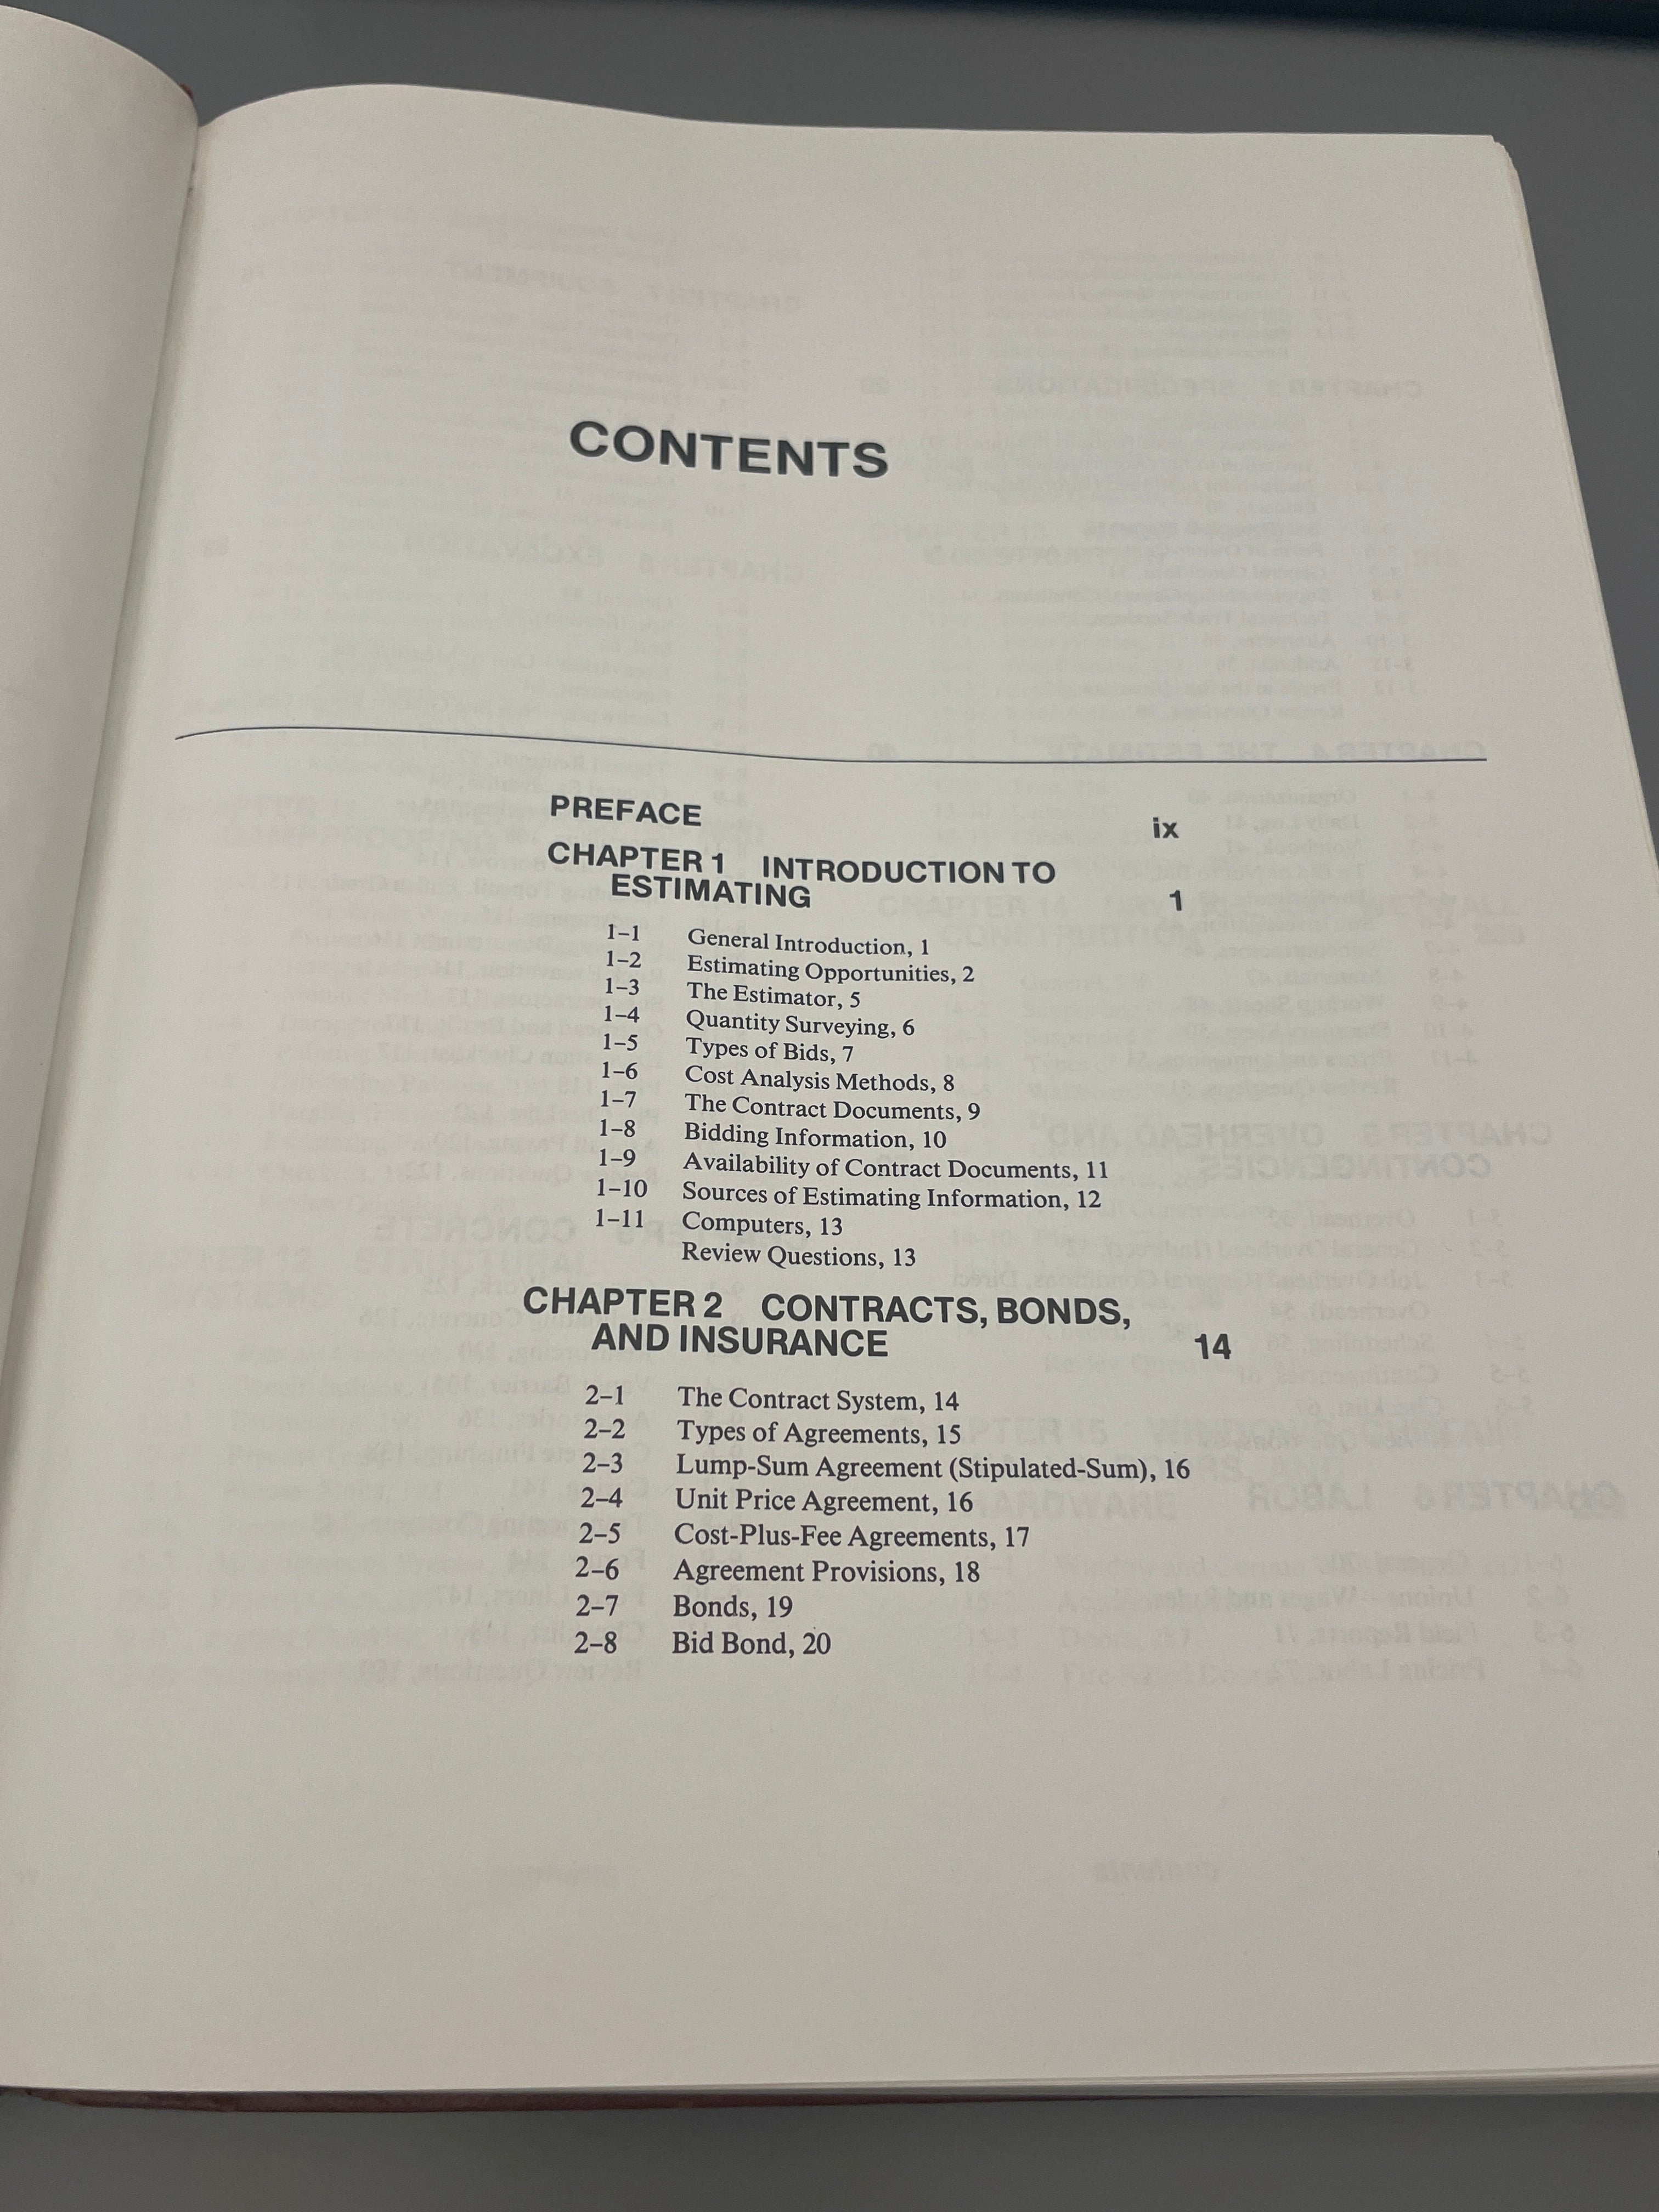 CONTENTS
PREFACE ix
CHAPTER 1 INTRODUCTION TO
ESTIMATING 1
1–1 General Introduction, 1
1–2 Estimating Opportunities, 2
1–3 The Estimator, 5
1–4 Quantity Surveying, 6
1–5 Types of Bids, 7
1–6 Cost Analysis Methods, 8
1–7 The Contract Documents, 9
1–8 Bidding Information, 10
1–9 Availability of Contract Documents, 11
1–10 Sources of Estimating Information, 12
1–11 Computers, 13
Review Questions, 13
CHAPTER 2 CONTRACTS, BONDS,
AND INSURANCE 14
2–1 The Contract System, 14
2–2 Types of Agreements, 15
2–3 Lump-Sum Agreement (Stipulated-Sum), 16
2–4 Unit Price Agreement, 16
2–5 Cost-Plus-Fee Agreements, 17
2–6 Agreement Provisions, 18
2–7 Bonds, 19
2–8 Bid Bond, 20